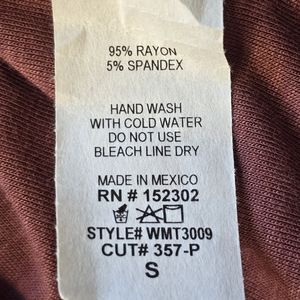 95% RAYON
5% SPANDEX
HAND WASH
WITH COLD WATER
DO NOT USE
BLEACH LINE DRY
MADE IN MEXICO
RN # 152302
STYLE# WMT3009
CUT# 357-P
S